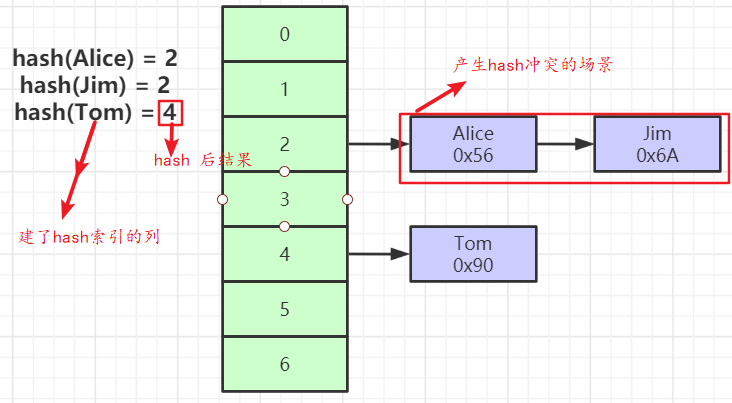 hash(Alice) = 2
hash(Jim) = 2
hash(Tom) = 4
hash 后结果
建了hash索引的列
0
1
2
3
4
5
6
产生hash冲突的场景
Alice
0x56
Jim
0x6A
Tom
0x90